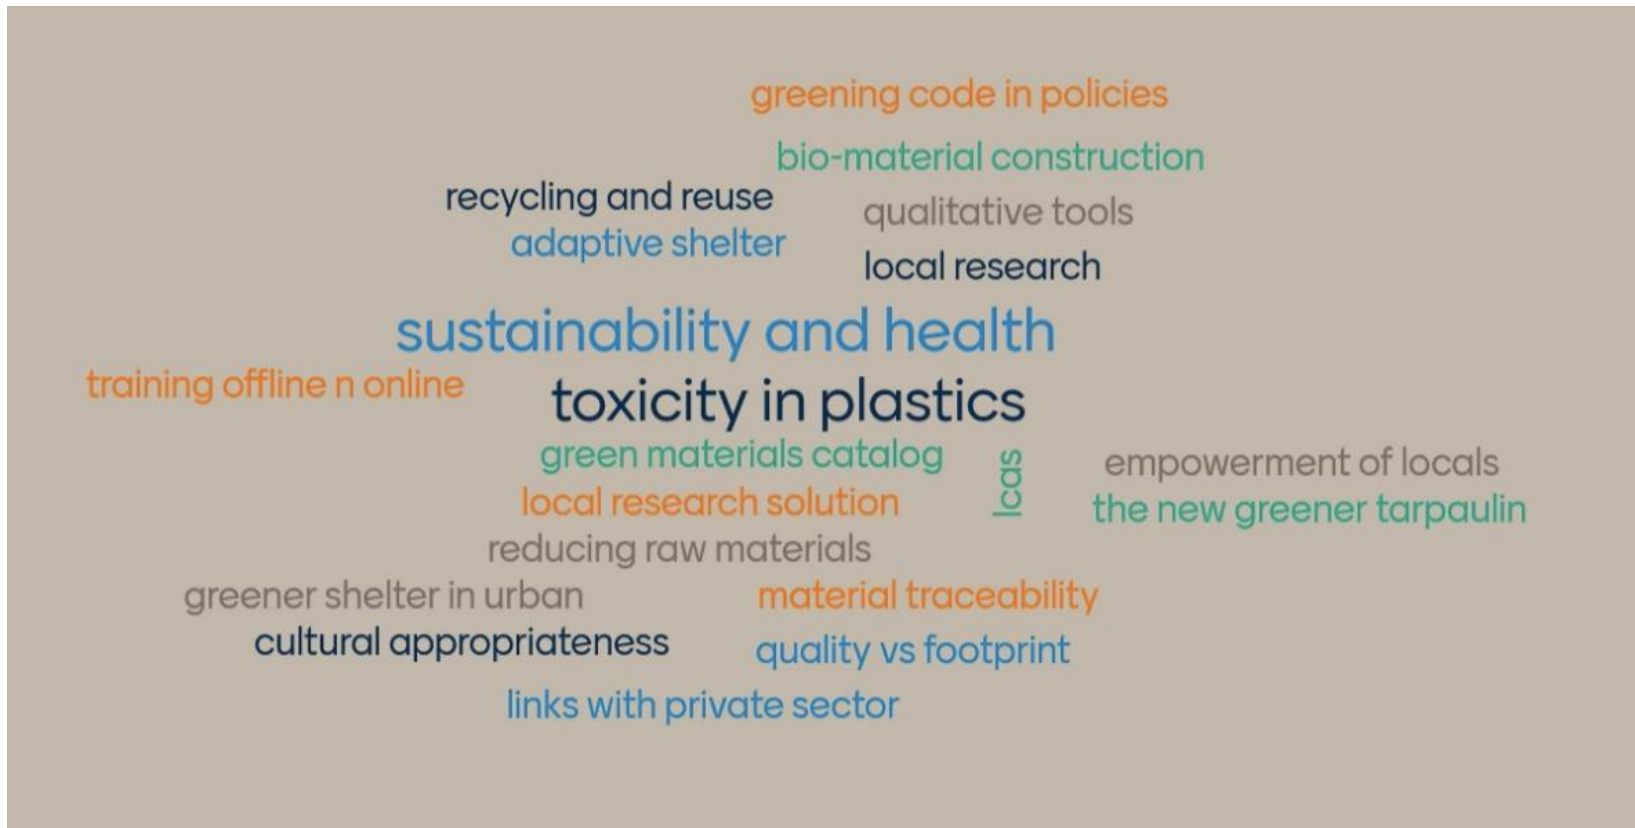 greening code in policies
bio-material construction
recycling and reuse
qualitative tools
adaptive shelter
local research
sustainability and health
training offline n online
toxicity in plastics
green materials catalog
lcas
empowerment of locals
local research solution
the new greener tarpaulin
reducing raw materials
greener shelter in urban
material traceability
cultural appropriateness
quality vs footprint
links with private sector